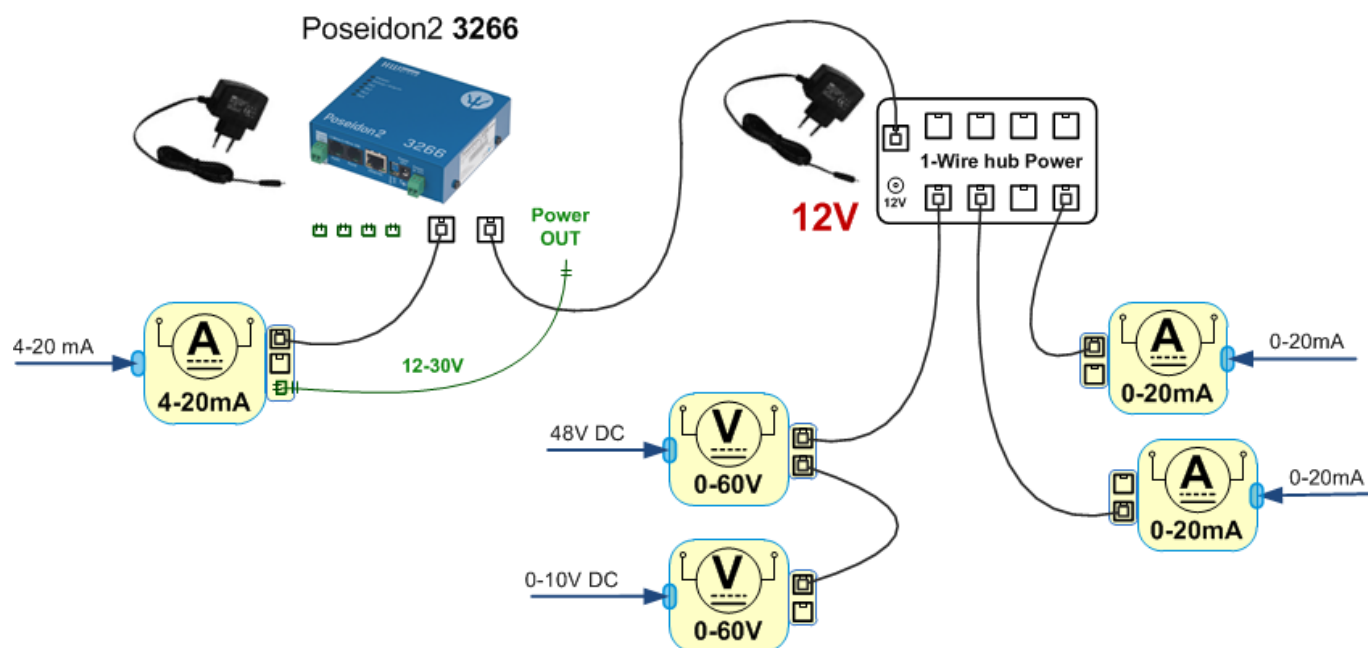 Poseidon2 3266
Poseidon2
3266
1-Wire hub Power
12V
12V
Power
OUT
4-20 mA
A
4-20mA
12-30V
A
0-20mA
0-20mA
48V DC
V
0-60V
A
0-20mA
0-20mA
0-10V DC
V
0-60V